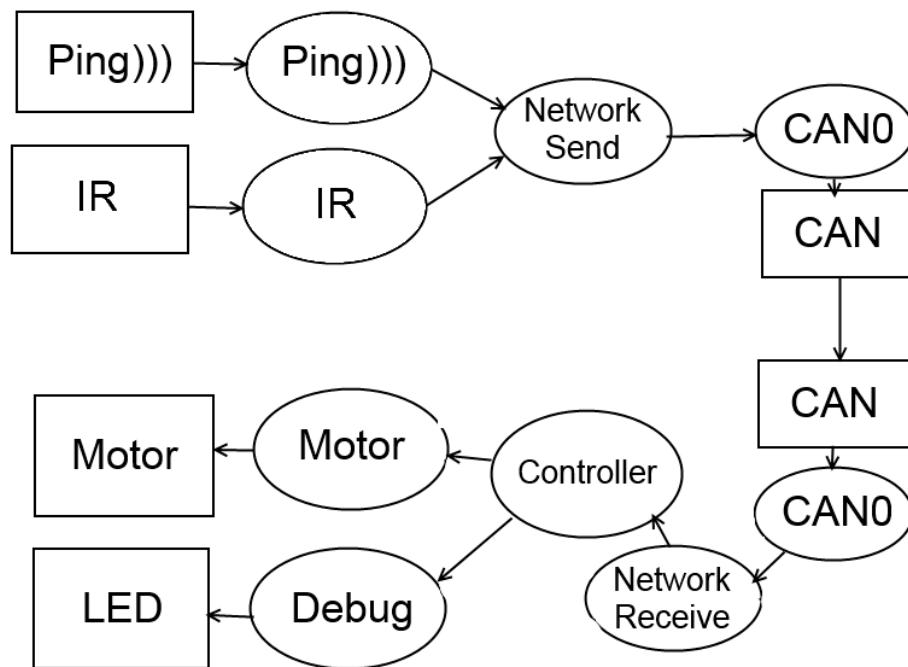 Ping)))
Ping)))
Network
Send
CAN0
IR
IR
CAN
CAN
Motor
Motor
Controller
CAN0
LED
Debug
Network
Receive